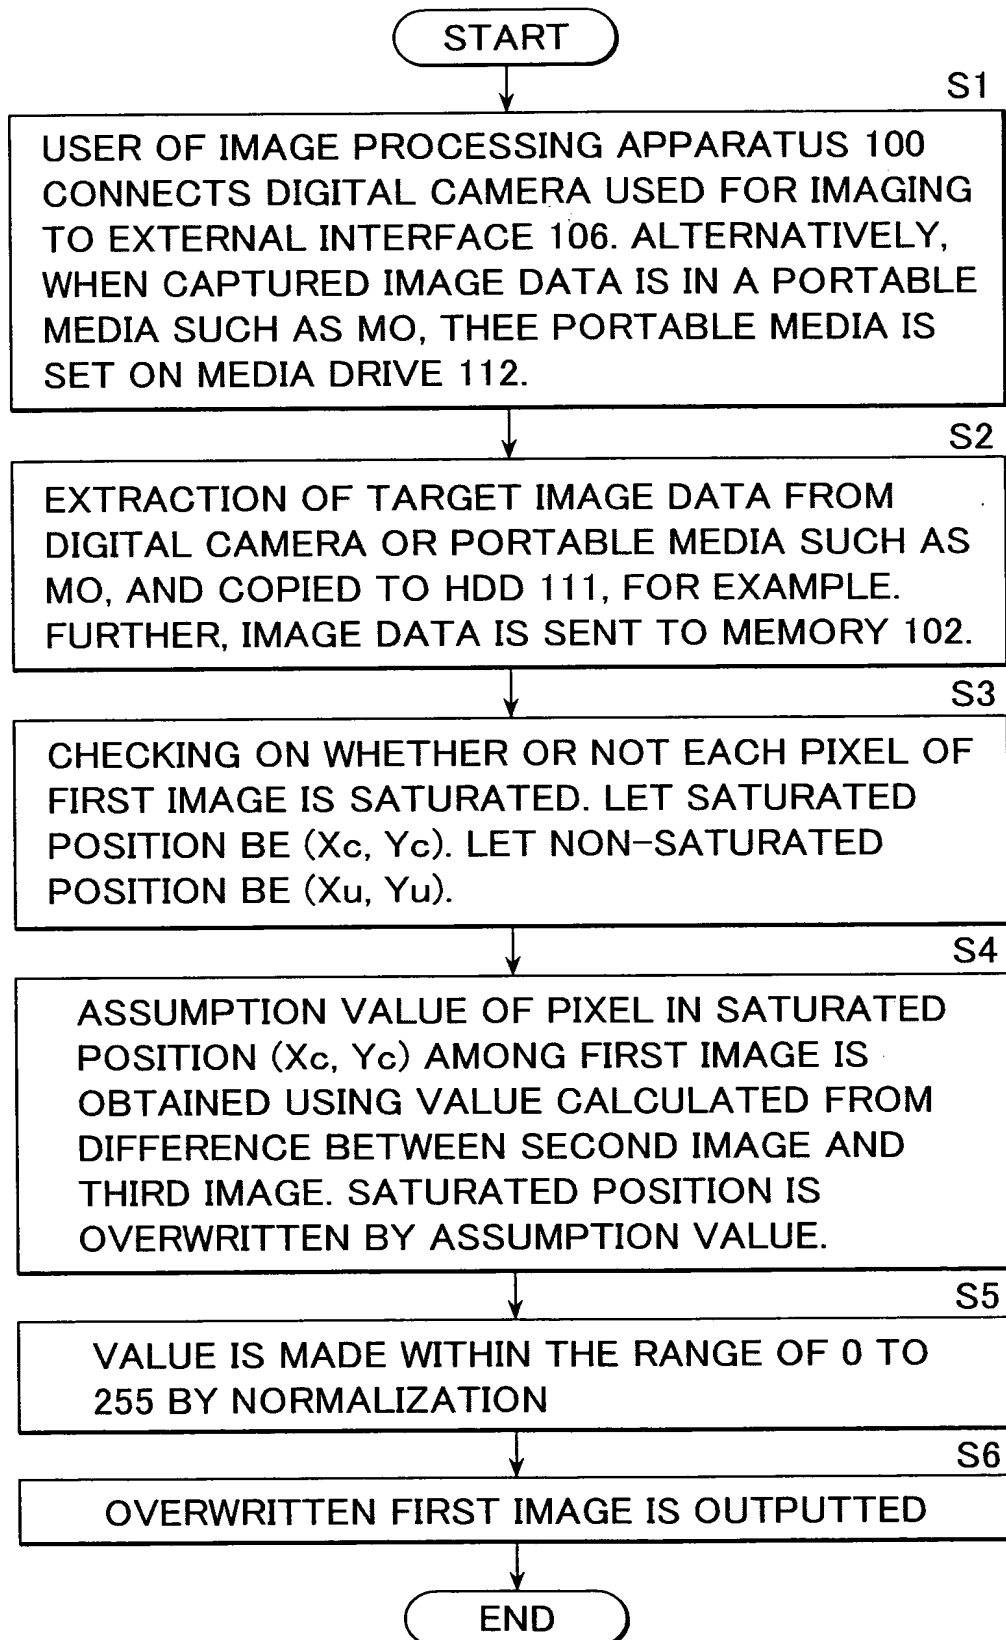 START
S1
USER OF IMAGE PROCESSING APPARATUS 100
CONNECTS DIGITAL CAMERA USED FOR IMAGING
TO EXTERNAL INTERFACE 106. ALTERNATIVELY,
WHEN CAPTURED IMAGE DATA IS IN A PORTABLE
MEDIA SUCH AS MO, THEE PORTABLE MEDIA IS
SET ON MEDIA DRIVE 112.
S2
EXTRACTION OF TARGET IMAGE DATA FROM
DIGITAL CAMERA OR PORTABLE MEDIA SUCH AS
MO, AND COPIED TO HDD 111, FOR EXAMPLE.
FURTHER, IMAGE DATA IS SENT TO MEMORY 102.
S3
CHECKING ON WHETHER OR NOT EACH PIXEL OF
FIRST IMAGE IS SATURATED. LET SATURATED
POSITION BE (Xc, Yc). LET NON-SATURATED
POSITION BE (Xu, Yu).
S4
ASSUMPTION VALUE OF PIXEL IN SATURATED
POSITION (Xc, Yc) AMONG FIRST IMAGE IS
OBTAINED USING VALUE CALCULATED FROM
DIFFERENCE BETWEEN SECOND IMAGE AND
THIRD IMAGE. SATURATED POSITION IS
OVERWRITTEN BY ASSUMPTION VALUE.
S5
VALUE IS MADE WITHIN THE RANGE OF 0 TO
255 BY NORMALIZATION
S6
OVERWRITTEN FIRST IMAGE IS OUTPUTTED
END